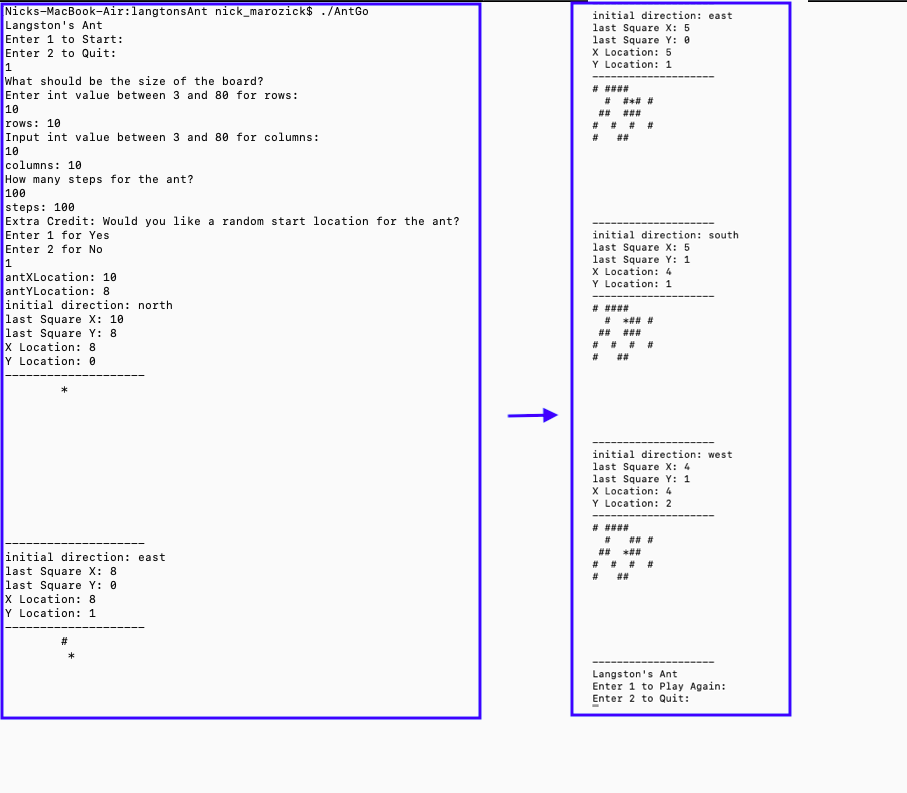 Nicks-MacBook-Air:langtonsAnt nick_marozick$ ./AntGo
Langston's Ant
Enter 1 to Start:
Enter 2 to Quit:
1
What should be the size of the board?
Enter int value between 3 and 80 for rows:
10
rows: 10
Input int value between 3 and 80 for columns:
10
columns: 10
How many steps for the ant?
100
steps: 100
Extra Credit: Would you like a random start location for the ant?
Enter 1 for Yes
Enter 2 for No
1
antXLocation: 10
antYLocation: 8
initial direction: north
last Square X: 10
last Square Y: 8
X Location: 8
Y Location: 0
--------------------
        *
--------------------
initial direction: east
last Square X: 8
last Square Y: 0
X Location: 8
Y Location: 1
--------------------
        #
         *
initial direction: east
last Square X: 5
last Square Y: 0
X Location: 5
Y Location: 1
--------------------
# ####
  #  #*# #
 ##  ###
#  #  #  #
#   ##
--------------------
initial direction: south
last Square X: 5
last Square Y: 1
X Location: 4
Y Location: 1
--------------------
# ####
  #  *## #
 ##  ###
#  #  #  #
#   ##
--------------------
initial direction: west
last Square X: 4
last Square Y: 1
X Location: 4
Y Location: 2
--------------------
# ####
  #   ## #
 ##  *##
#  #  #  #
#   ##
--------------------
Langston's Ant
Enter 1 to Play Again:
Enter 2 to Quit: